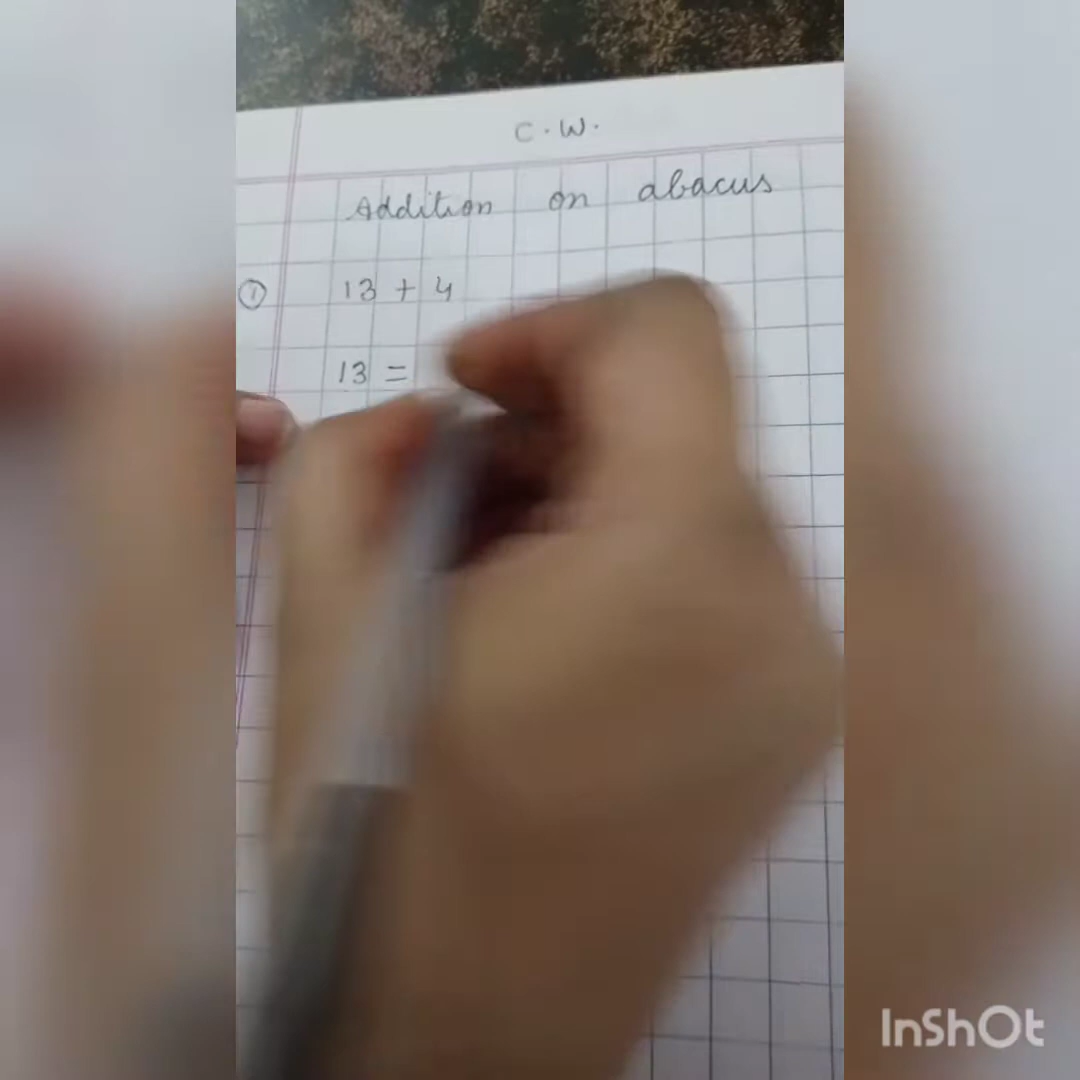 C.W.
Addition on abacus
① 13 + 4
13 =
InShOt